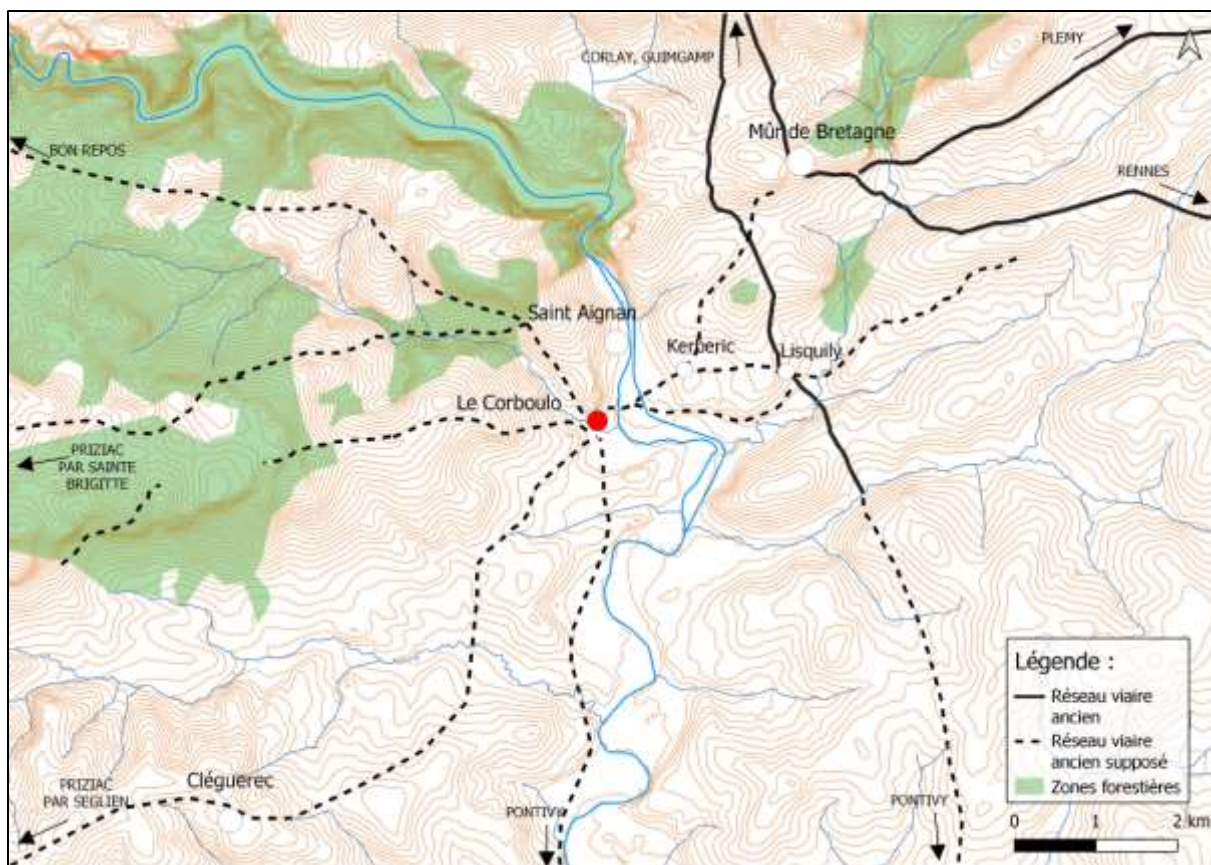 PLEMY
CORLAY, GUIMGAMP
Mûr de Bretagne
BON REPOS
RENNES
Saint Aignan
Kerberic
Lisquily
Le Corboulo
PRIZIAC
PAR SAINTE
BRIGITTE
Légende :
Réseau viaire
ancien
Réseau viaire
ancien supposé
Zones forestières
Cléguerec
PRIZIAC
PAR SEGLIEN
PONTIVY
PONTIVY
0 1 2 km